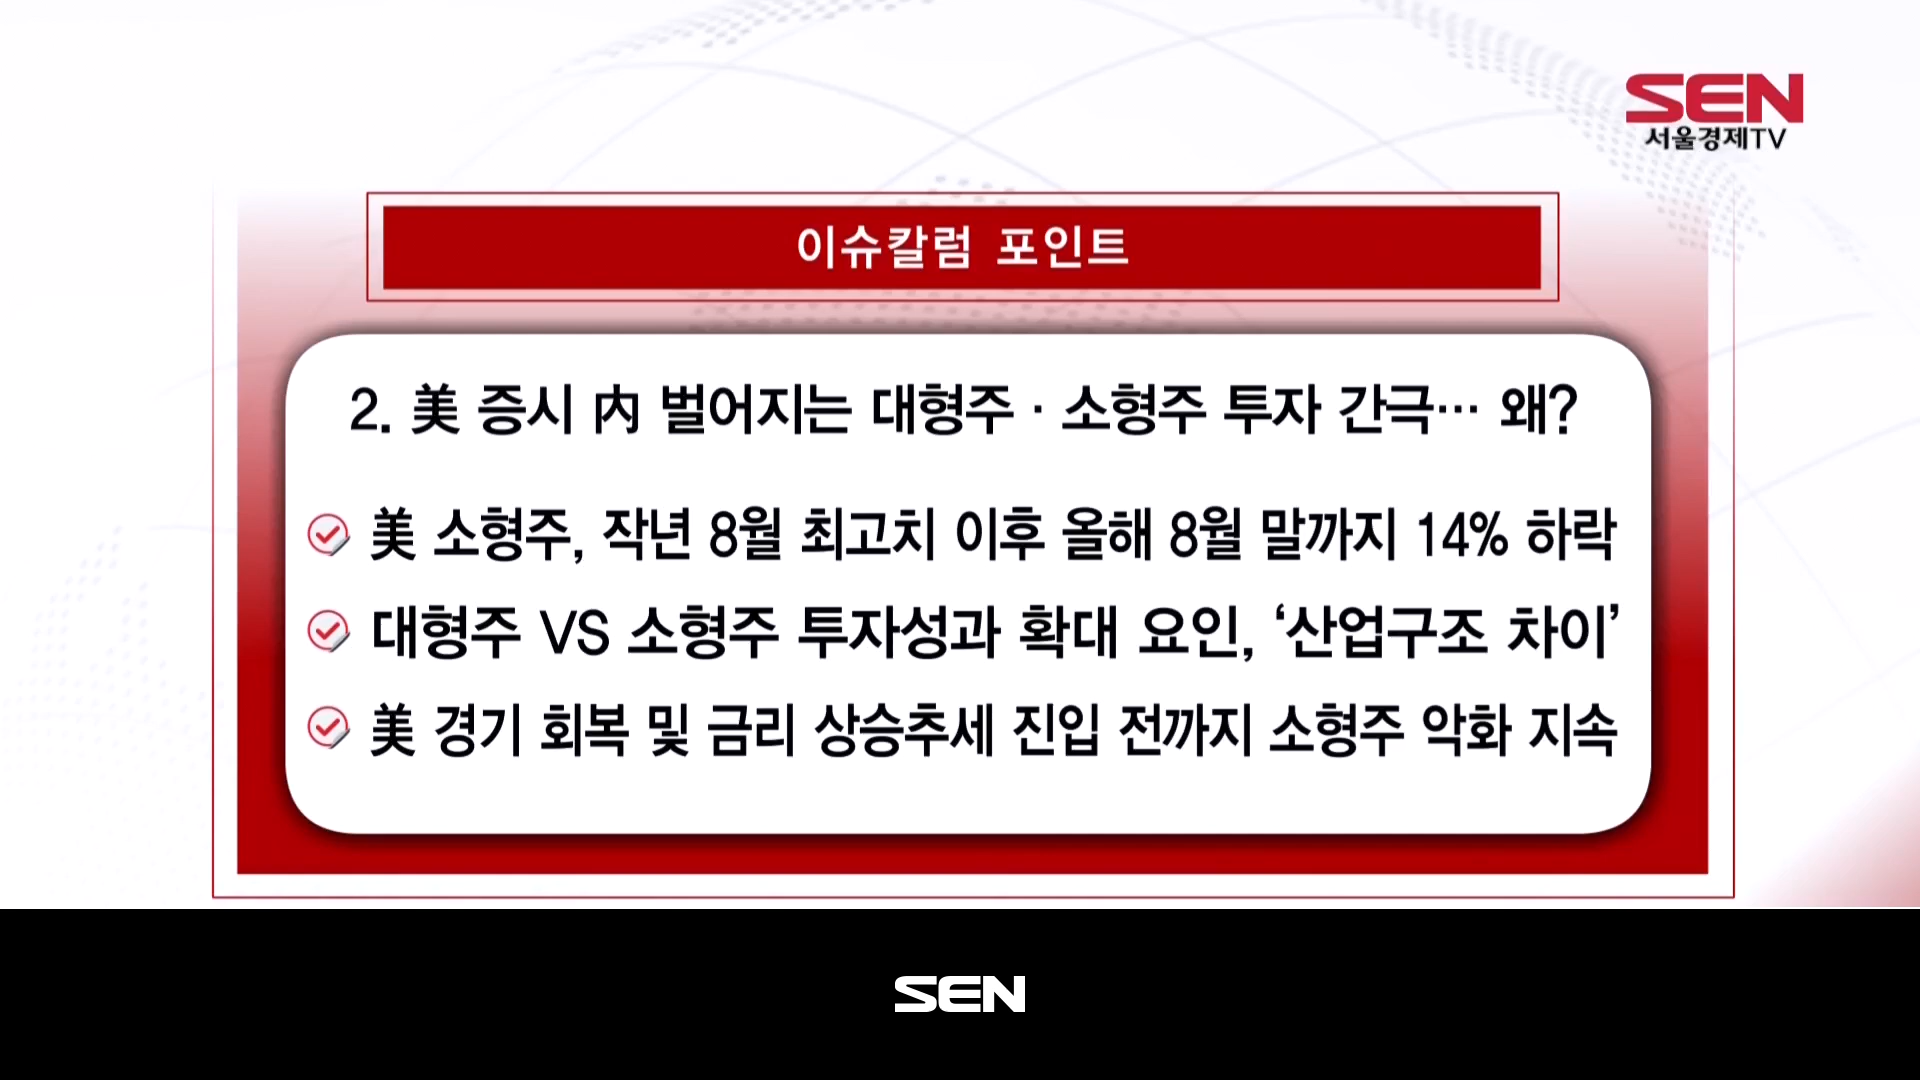 SEN
서울경제TV
이슈칼럼 포인트
2. 美 증시 內 벌어지는 대형주 · 소형주 투자 간극… 왜?
美 소형주, 작년 8월 최고치 이후 올해 8월 말까지 14% 하락
대형주 VS 소형주 투자성과 확대 요인, ‘산업구조 차이’
美 경기 회복 및 금리 상승추세 진입 전까지 소형주 악화 지속
SEN